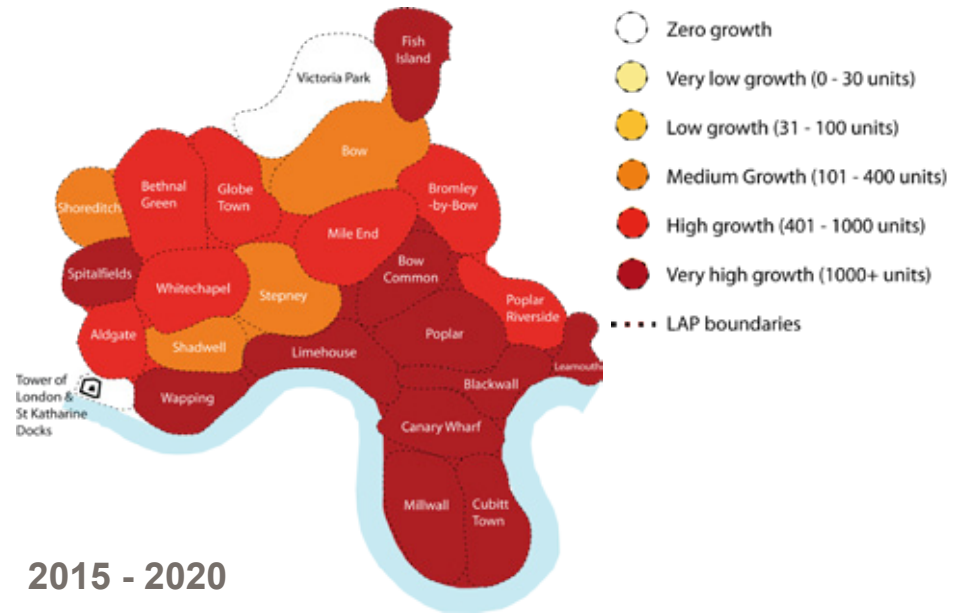 Fish
Island
Victoria Park
Bow
Bethnal
Green
Globe
Town
Bromley
-by-Bow
Shoreditch
Mile End
Spitalfields
Whitechapel
Stepney
Bow
Common
Poplar
Riverside
Aldgate
Shadwell
Limehouse
Poplar
Leamouth
Blackwall
Tower of
London &
St Katharine
Docks
Wapping
Canary Wharf
Millwall
Cubitt
Town
2015 - 2020
Zero growth
Very low growth (0 - 30 units)
Low growth (31 - 100 units)
Medium Growth (101 - 400 units)
High growth (401 - 1000 units)
Very high growth (1000+ units)
LAP boundaries